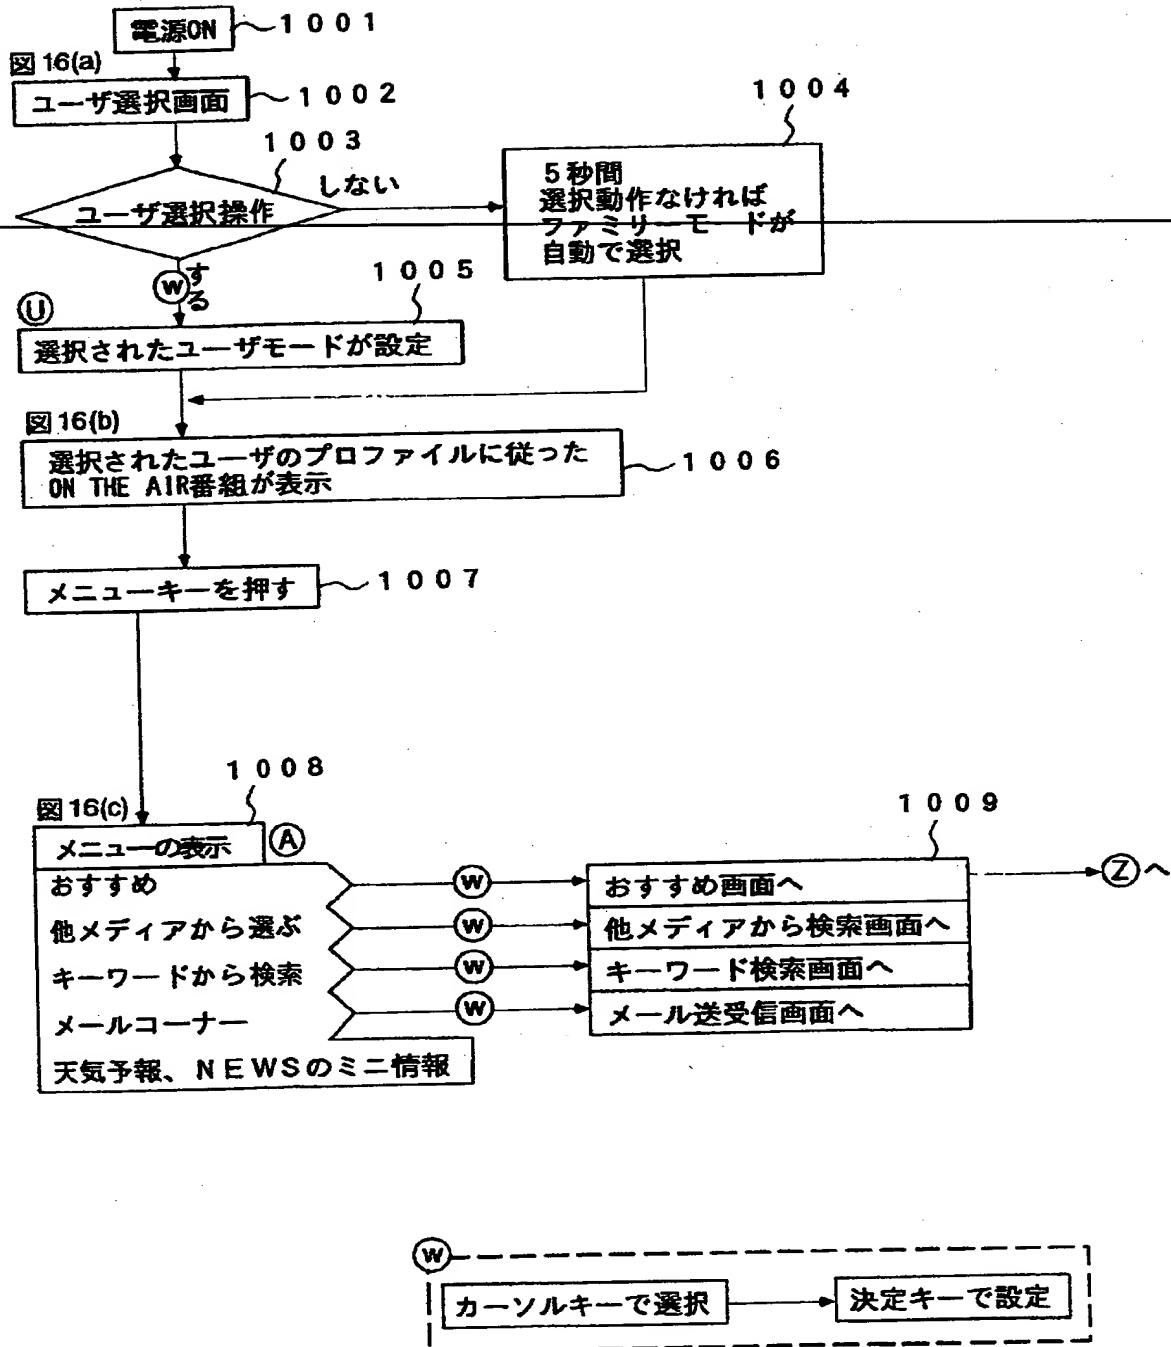 電源ON
1001
図16(a)
ユーザ選択画面
1002
1003
1004
ユーザ選択操作
しない
5秒間
選択動作なければ
ファミリーモードが
自動で選択
W
する
1005
U
選択されたユーザモードが設定
図16(b)
選択されたユーザのプロファイルに従った
ON THE AIR番組が表示
1006
メニューキーを押す
1007
1008
図16(c)
メニューの表示
A
1009
おすすめ
W
おすすめ画面へ
Zへ
他メディアから選ぶ
W
他メディアから検索画面へ
キーワードから検索
W
キーワード検索画面へ
メールコーナー
W
メール送受信画面へ
天気予報、NEWSのミニ情報
W
カーソルキーで選択
決定キーで設定